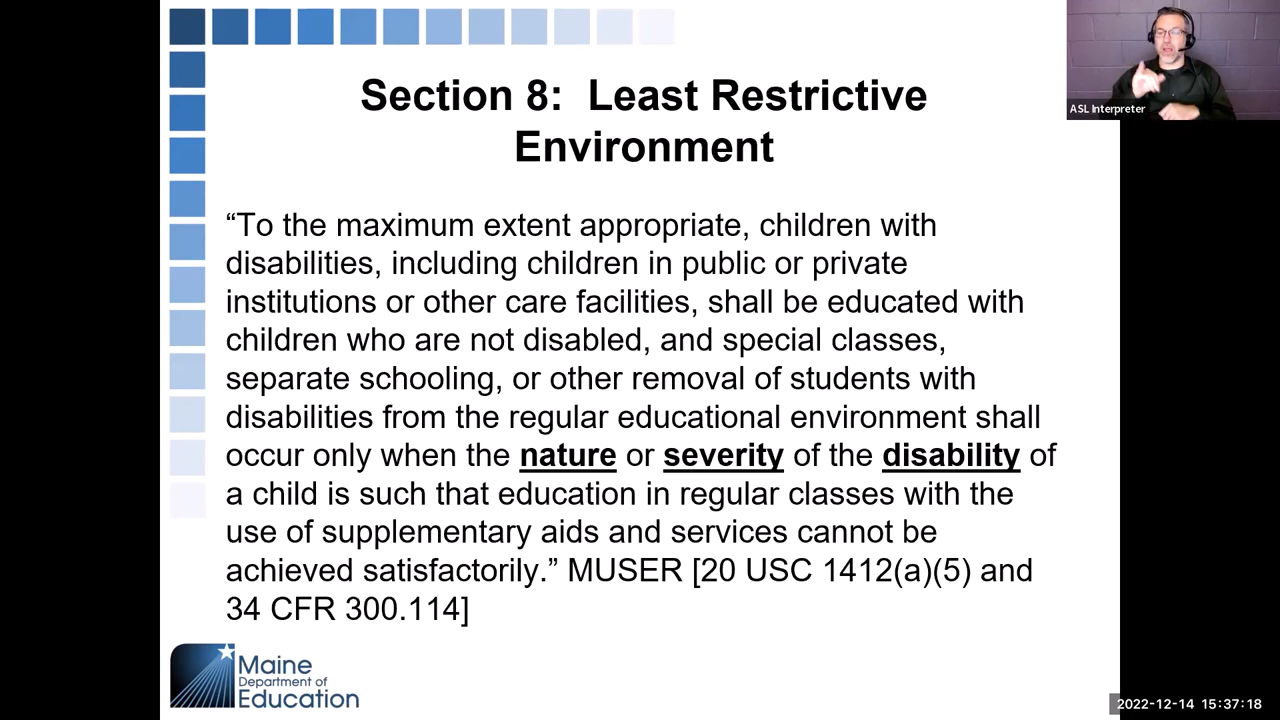 Section 8:  Least Restrictive
Environment
“To the maximum extent appropriate, children with
disabilities, including children in public or private
institutions or other care facilities, shall be educated with
children who are not disabled, and special classes,
separate schooling, or other removal of students with
disabilities from the regular educational environment shall
occur only when the nature or severity of the disability of
a child is such that education in regular classes with the
use of supplementary aids and services cannot be
achieved satisfactorily.” MUSER [20 USC 1412(a)(5) and
34 CFR 300.114]
Maine
Department of
Education
ASL Interpreter
2022-12-14 15:37:18